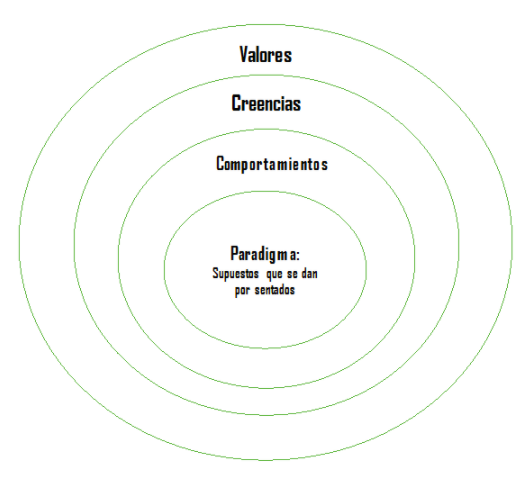 Valores
Creencias
Comportamientos
Paradigma:
Supuestos que se dan
por sentados